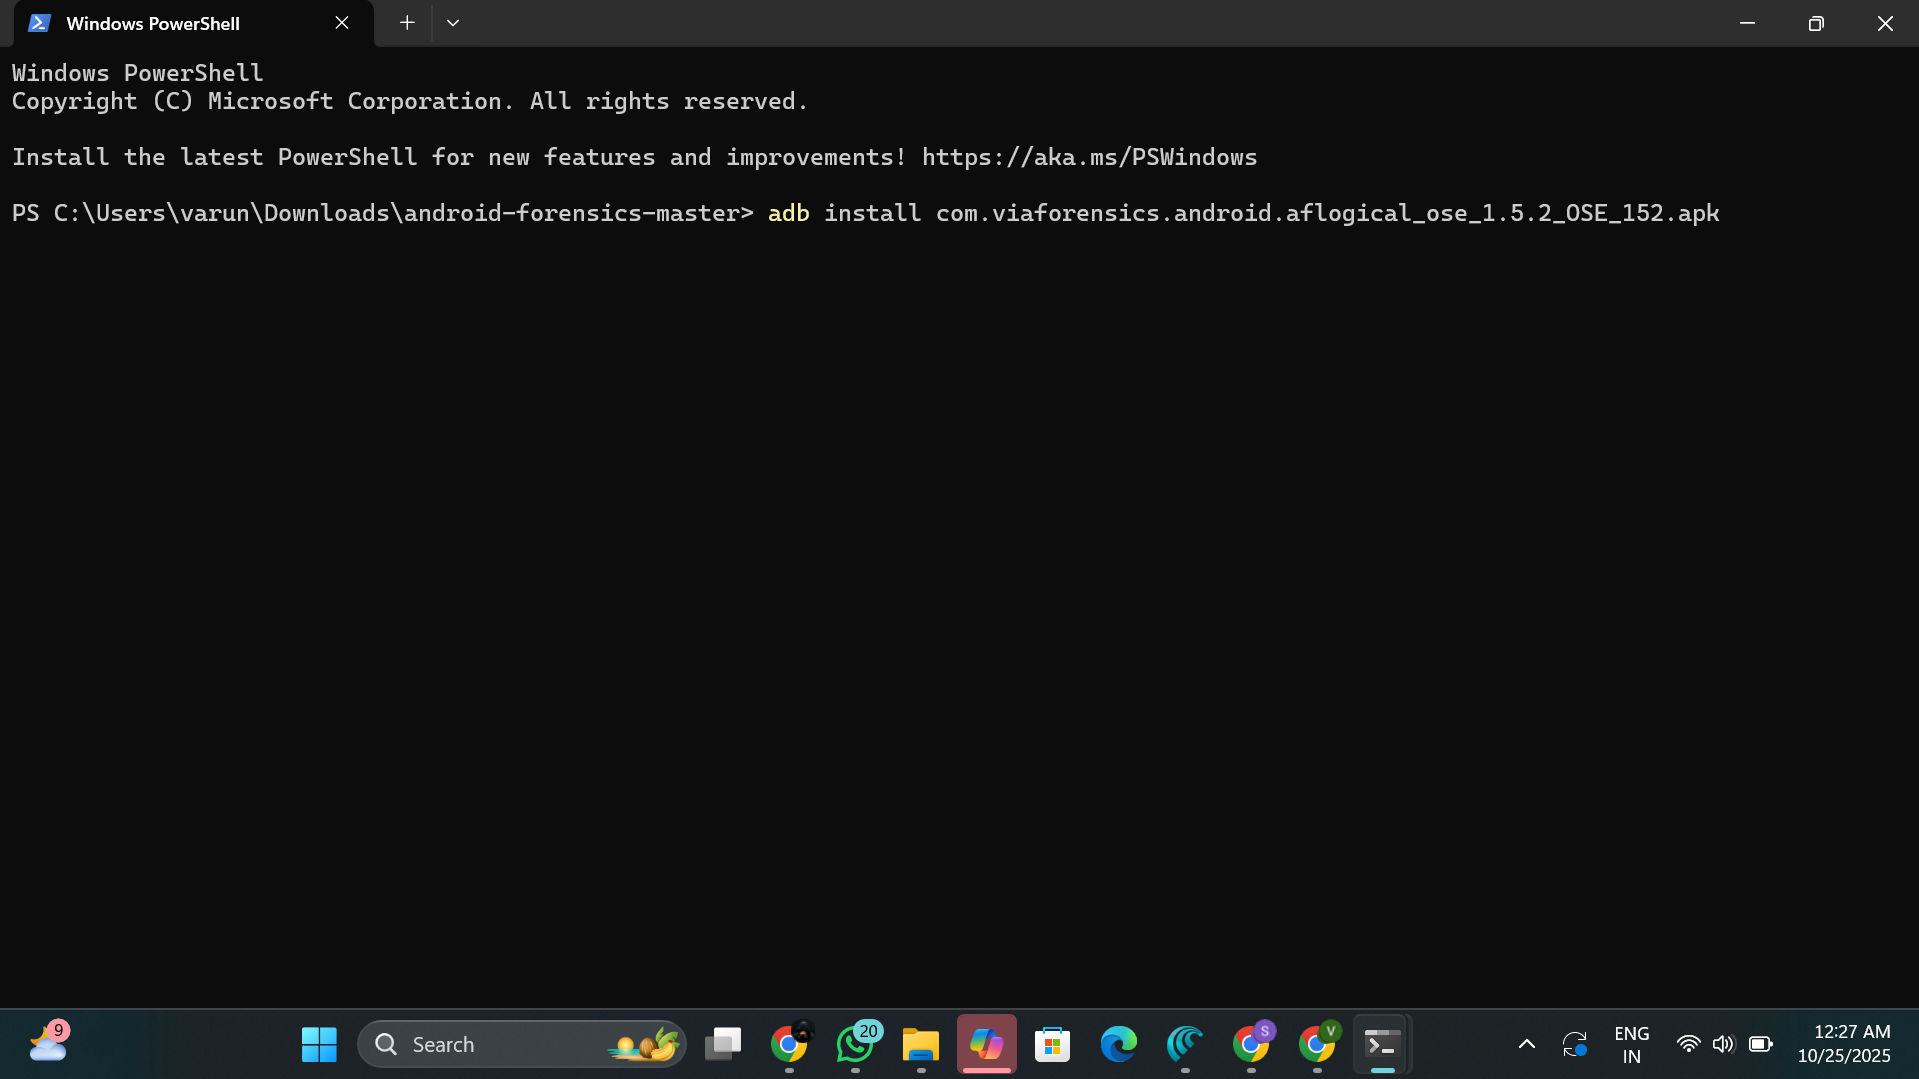 Windows PowerShell
Windows PowerShell
Copyright (C) Microsoft Corporation. All rights reserved.
Install the latest PowerShell for new features and improvements! https://aka.ms/PSWindows
PS C:\Users\varun\Downloads\android-forensics-master> adb install com.viaforensics.android.aflogical_ose_1.5.2_OSE_152.apk
9
Search
20
S
V
ENG
IN
12:27 AM
10/25/2025